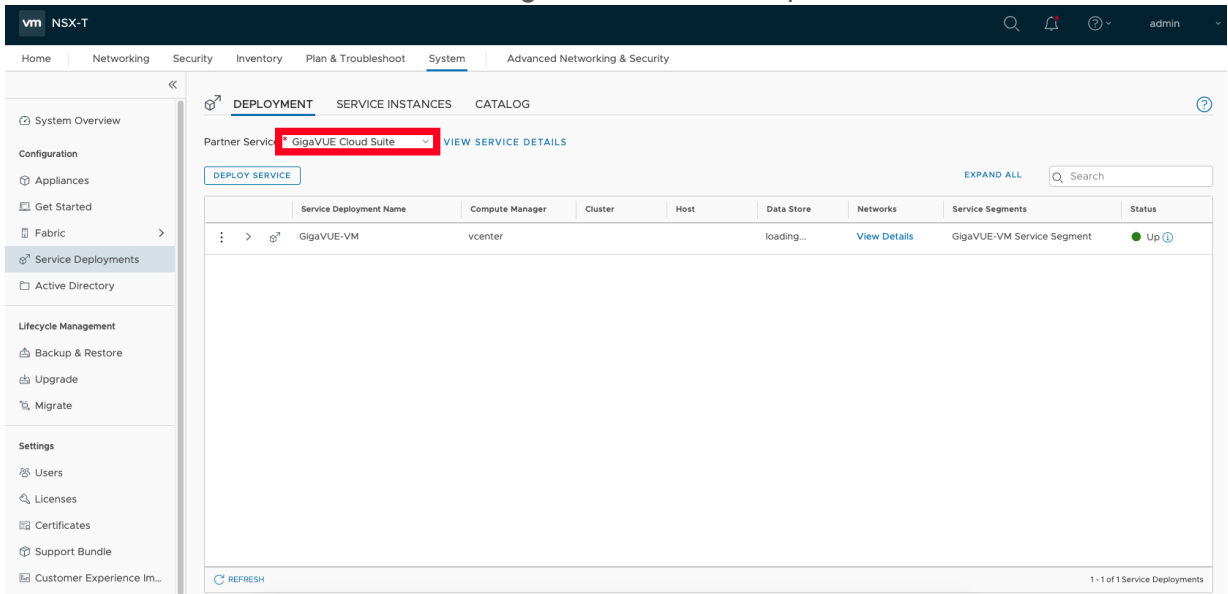 vm NSX-T admin
Home Networking Security Inventory Plan & Troubleshoot System Advanced Networking & Security
DEPLOYMENT SERVICE INSTANCES CATALOG
System Overview
Partner Service * GigaVUE Cloud Suite VIEW SERVICE DETAILS
Configuration
DEPLOY SERVICE EXPAND ALL Search
Appliances
Get Started
Service Deployment Name Compute Manager Cluster Host Data Store Networks Service Segments Status
Fabric
GigaVUE-VM vcenter loading... View Details GigaVUE-VM Service Segment Up
Service Deployments
Active Directory
Lifecycle Management
Backup & Restore
Upgrade
Migrate
Settings
Users
Licenses
Certificates
Support Bundle
Customer Experience Im...
REFRESH 1 - 1 of 1 Service Deployments